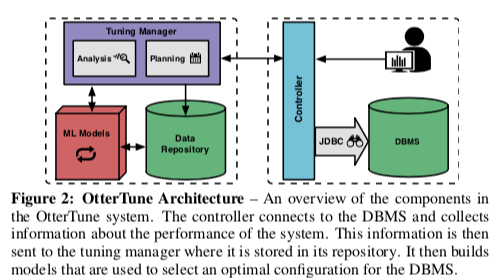 Tuning Manager
Analysis
Planning
ML Models
Data
Repository
Controller
JDBC
DBMS
Figure 2: OtterTune Architecture – An overview of the components in
the OtterTune system. The controller connects to the DBMS and collects
information about the performance of the system. This information is then
sent to the tuning manager where it is stored in its repository. It then builds
models that are used to select an optimal configuration for the DBMS.